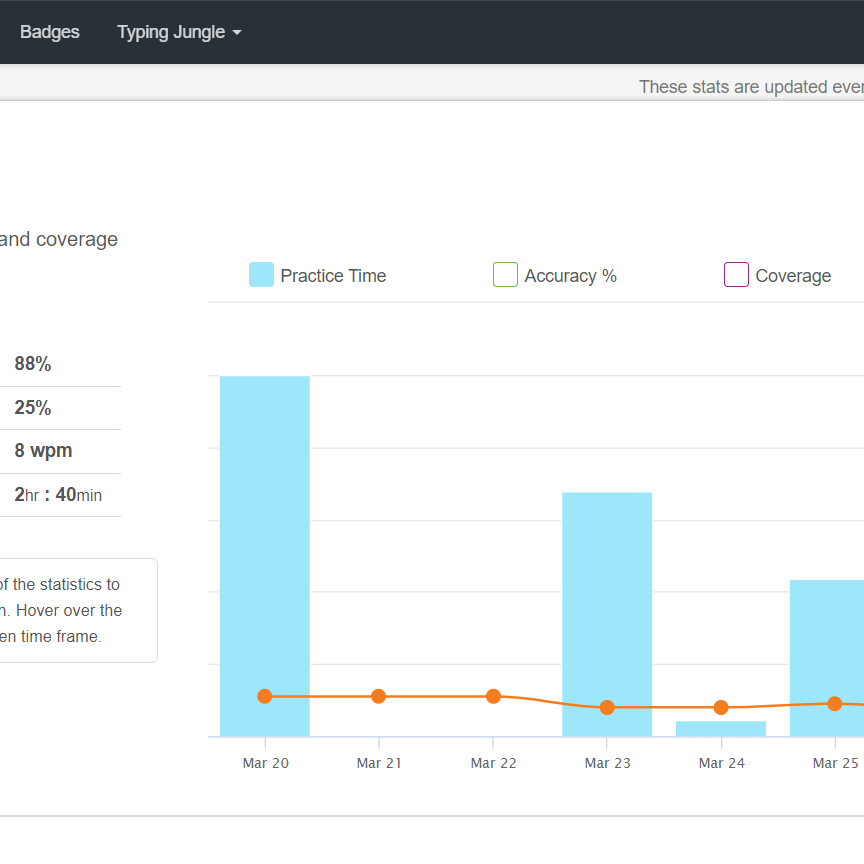 Badges Typing Jungle
These stats are updated ever
and coverage
Practice Time Accuracy % Coverage
88%
25%
8 wpm
2hr : 40min
of the statistics to
h. Hover over the
en time frame.
Mar 20 Mar 21 Mar 22 Mar 23 Mar 24 Mar 25